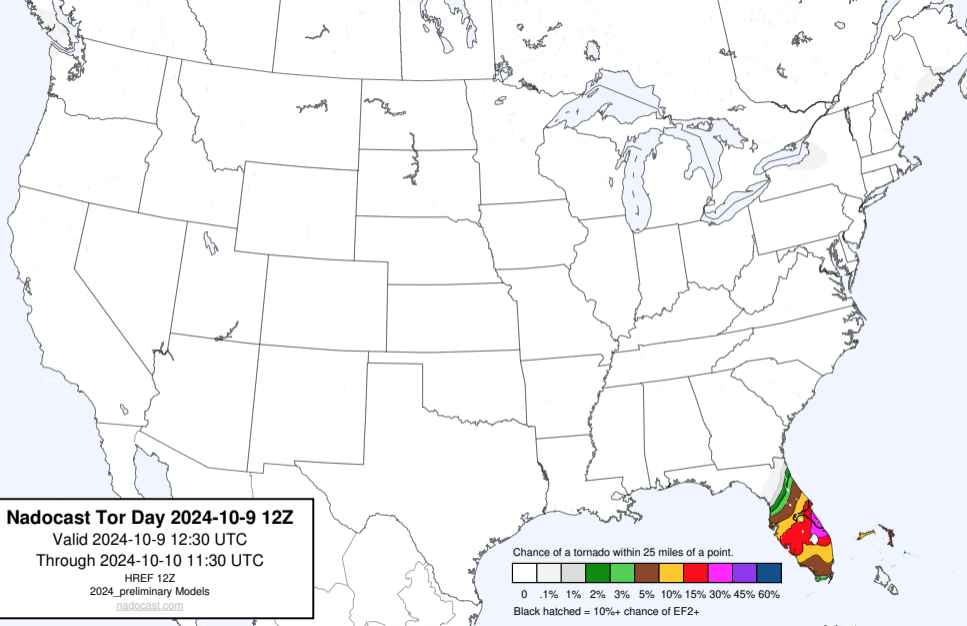 Nadocast Tor Day 2024-10-9 12Z
Valid 2024-10-9 12:30 UTC
Through 2024-10-10 11:30 UTC
HREF 12Z
2024_preliminary Models
nadocast.com
Chance of a tornado within 25 miles of a point.
0 .1% 1% 2% 3% 5% 10% 15% 30% 45% 60%
Black hatched = 10%+ chance of EF2+